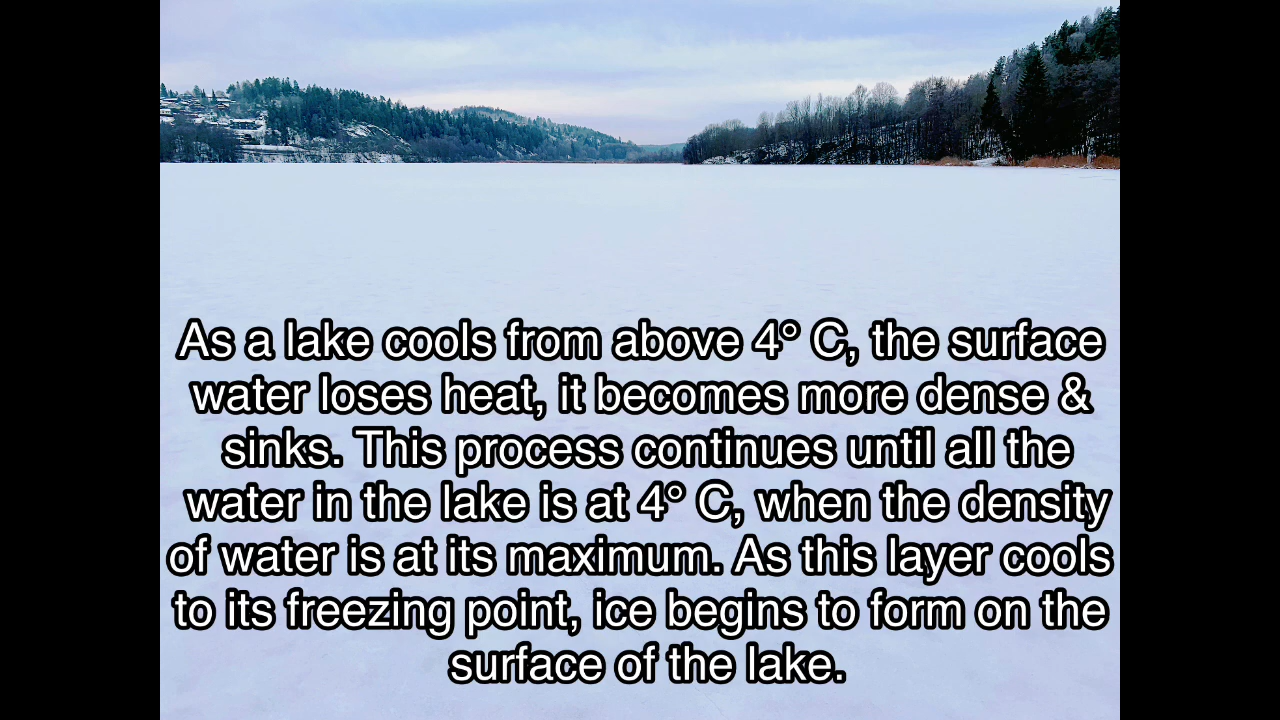 As a lake cools from above 4° C, the surface
water loses heat, it becomes more dense &
sinks. This process continues until all the
water in the lake is at 4° C, when the density
of water is at its maximum. As this layer cools
to its freezing point, ice begins to form on the
surface of the lake.